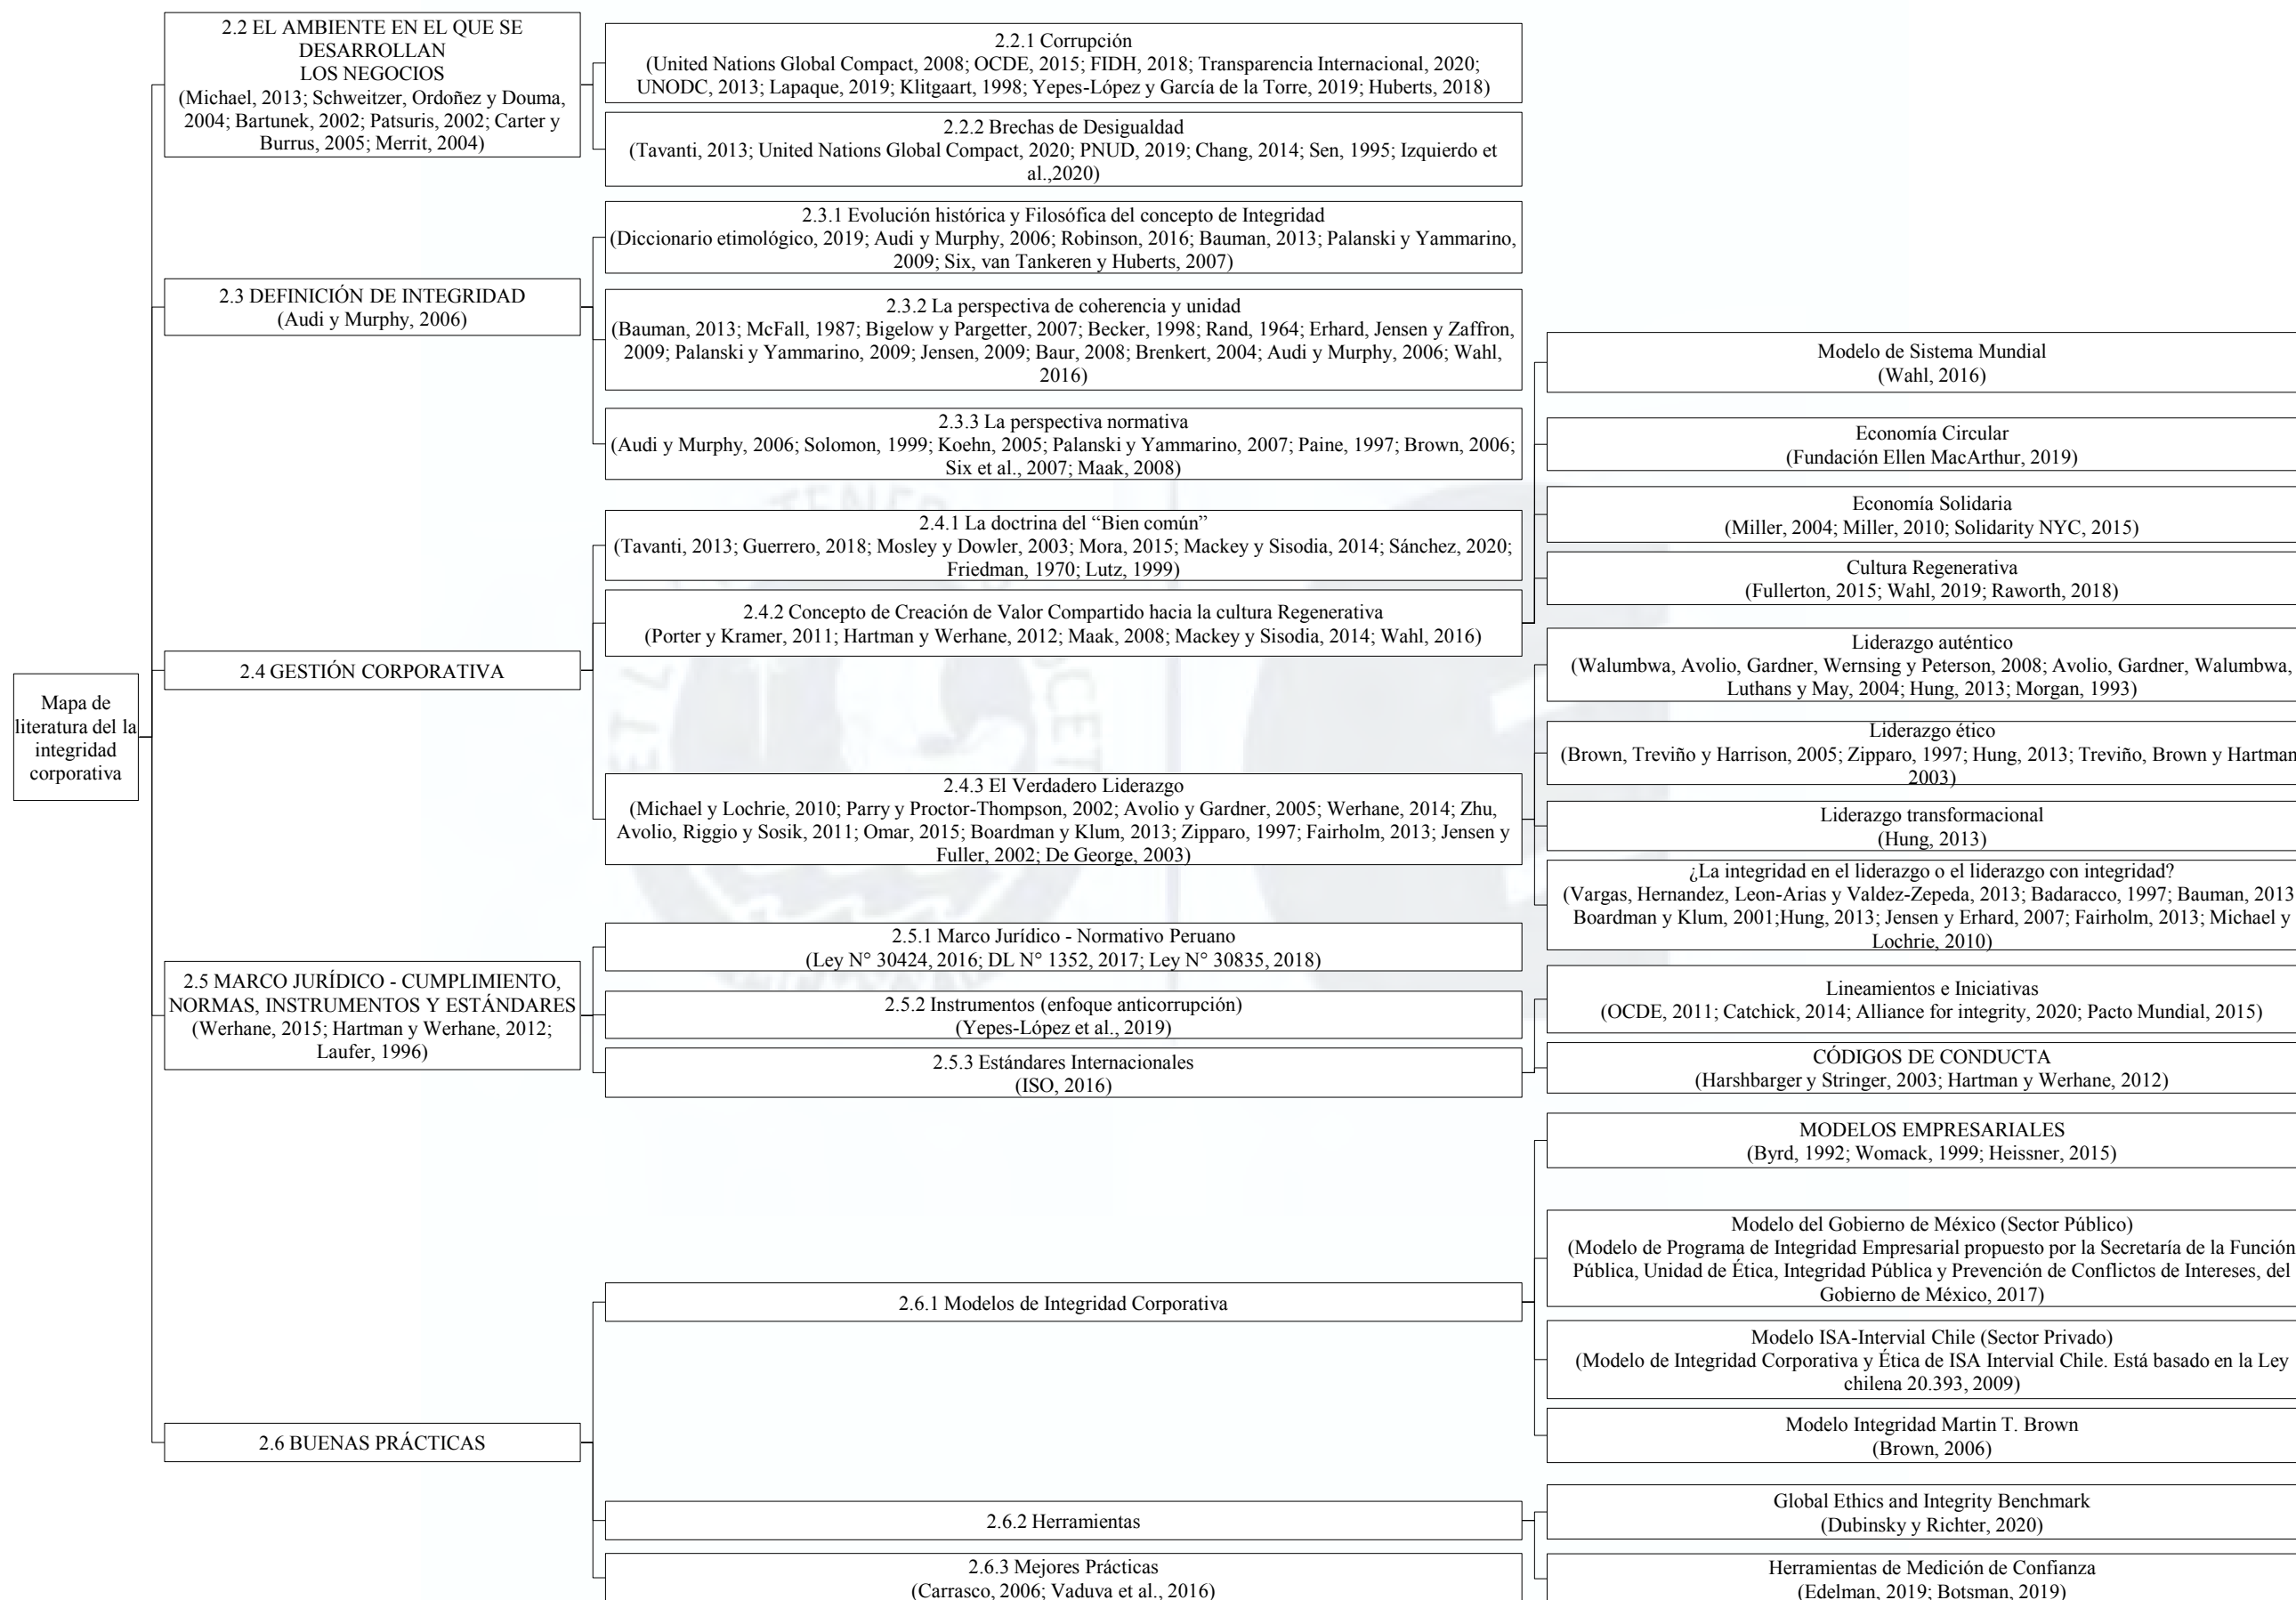 Mapa de
literatura del la
integridad
corporativa
2.2 EL AMBIENTE EN EL QUE SE
DESARROLLAN
LOS NEGOCIOS
(Michael, 2013; Schweitzer, Ordoñez y Douma,
2004; Bartunek, 2002; Patsuris, 2002; Carter y
Burrus, 2005; Merrit, 2004)
2.2.1 Corrupción
(United Nations Global Compact, 2008; OCDE, 2015; FIDH, 2018; Transparencia Internacional, 2020;
UNODC, 2013; Lapaque, 2019; Klitgaart, 1998; Yepes-López y García de la Torre, 2019; Huberts, 2018)
2.2.2 Brechas de Desigualdad
(Tavanti, 2013; United Nations Global Compact, 2020; PNUD, 2019; Chang, 2014; Sen, 1995; Izquierdo et
al.,2020)
2.3 DEFINICIÓN DE INTEGRIDAD
(Audi y Murphy, 2006)
2.3.1 Evolución histórica y Filosófica del concepto de Integridad
(Diccionario etimológico, 2019; Audi y Murphy, 2006; Robinson, 2016; Bauman, 2013; Palanski y Yammarino,
2009; Six, van Tankeren y Huberts, 2007)
2.3.2 La perspectiva de coherencia y unidad
(Bauman, 2013; McFall, 1987; Bigelow y Pargetter, 2007; Becker, 1998; Rand, 1964; Erhard, Jensen y Zaffron,
2009; Palanski y Yammarino, 2009; Jensen, 2009; Baur, 2008; Brenkert, 2004; Audi y Murphy, 2006; Wahl,
2016)
2.3.3 La perspectiva normativa
(Audi y Murphy, 2006; Solomon, 1999; Koehn, 2005; Palanski y Yammarino, 2007; Paine, 1997; Brown, 2006;
Six et al., 2007; Maak, 2008)
2.4 GESTIÓN CORPORATIVA
2.4.1 La doctrina del “Bien común”
(Tavanti, 2013; Guerrero, 2018; Mosley y Dowler, 2003; Mora, 2015; Mackey y Sisodia, 2014; Sánchez, 2020;
Friedman, 1970; Lutz, 1999)
2.4.2 Concepto de Creación de Valor Compartido hacia la cultura Regenerativa
(Porter y Kramer, 2011; Hartman y Werhane, 2012; Maak, 2008; Mackey y Sisodia, 2014; Wahl, 2016)
Modelo de Sistema Mundial
(Wahl, 2016)
Economía Circular
(Fundación Ellen MacArthur, 2019)
Economía Solidaria
(Miller, 2004; Miller, 2010; Solidarity NYC, 2015)
Cultura Regenerativa
(Fullerton, 2015; Wahl, 2019; Raworth, 2018)
2.4.3 El Verdadero Liderazgo
(Michael y Lochrie, 2010; Parry y Proctor-Thompson, 2002; Avolio y Gardner, 2005; Werhane, 2014; Zhu,
Avolio, Riggio y Sosik, 2011; Omar, 2015; Boardman y Klum, 2013; Zipparo, 1997; Fairholm, 2013; Jensen y
Fuller, 2002; De George, 2003)
Liderazgo auténtico
(Walumbwa, Avolio, Gardner, Wernsing y Peterson, 2008; Avolio, Gardner, Walumbwa,
Luthans y May, 2004; Hung, 2013; Morgan, 1993)
Liderazgo ético
(Brown, Treviño y Harrison, 2005; Zipparo, 1997; Hung, 2013; Treviño, Brown y Hartman
2003)
Liderazgo transformacional
(Hung, 2013)
¿La integridad en el liderazgo o el liderazgo con integridad?
(Vargas, Hernandez, Leon-Arias y Valdez-Zepeda, 2013; Badaracco, 1997; Bauman, 2013
Boardman y Klum, 2001;Hung, 2013; Jensen y Erhard, 2007; Fairholm, 2013; Michael y
Lochrie, 2010)
2.5 MARCO JURÍDICO - CUMPLIMIENTO,
NORMAS, INSTRUMENTOS Y ESTÁNDARES
(Werhane, 2015; Hartman y Werhane, 2012;
Laufer, 1996)
2.5.1 Marco Jurídico - Normativo Peruano
(Ley N° 30424, 2016; DL N° 1352, 2017; Ley N° 30835, 2018)
2.5.2 Instrumentos (enfoque anticorrupción)
(Yepes-López et al., 2019)
2.5.3 Estándares Internacionales
(ISO, 2016)
Lineamientos e Iniciativas
(OCDE, 2011; Catchick, 2014; Alliance for integrity, 2020; Pacto Mundial, 2015)
CÓDIGOS DE CONDUCTA
(Harshbarger y Stringer, 2003; Hartman y Werhane, 2012)
2.6 BUENAS PRÁCTICAS
2.6.1 Modelos de Integridad Corporativa
MODELOS EMPRESARIALES
(Byrd, 1992; Womack, 1999; Heissner, 2015)
Modelo del Gobierno de México (Sector Público)
(Modelo de Programa de Integridad Empresarial propuesto por la Secretaría de la Función
Pública, Unidad de Ética, Integridad Pública y Prevención de Conflictos de Intereses, del
Gobierno de México, 2017)
Modelo ISA-Intervial Chile (Sector Privado)
(Modelo de Integridad Corporativa y Ética de ISA Intervial Chile. Está basado en la Ley
chilena 20.393, 2009)
Modelo Integridad Martin T. Brown
(Brown, 2006)
2.6.2 Herramientas
Global Ethics and Integrity Benchmark
(Dubinsky y Richter, 2020)
Herramientas de Medición de Confianza
(Edelman, 2019; Botsman, 2019)
2.6.3 Mejores Prácticas
(Carrasco, 2006; Vaduva et al., 2016)